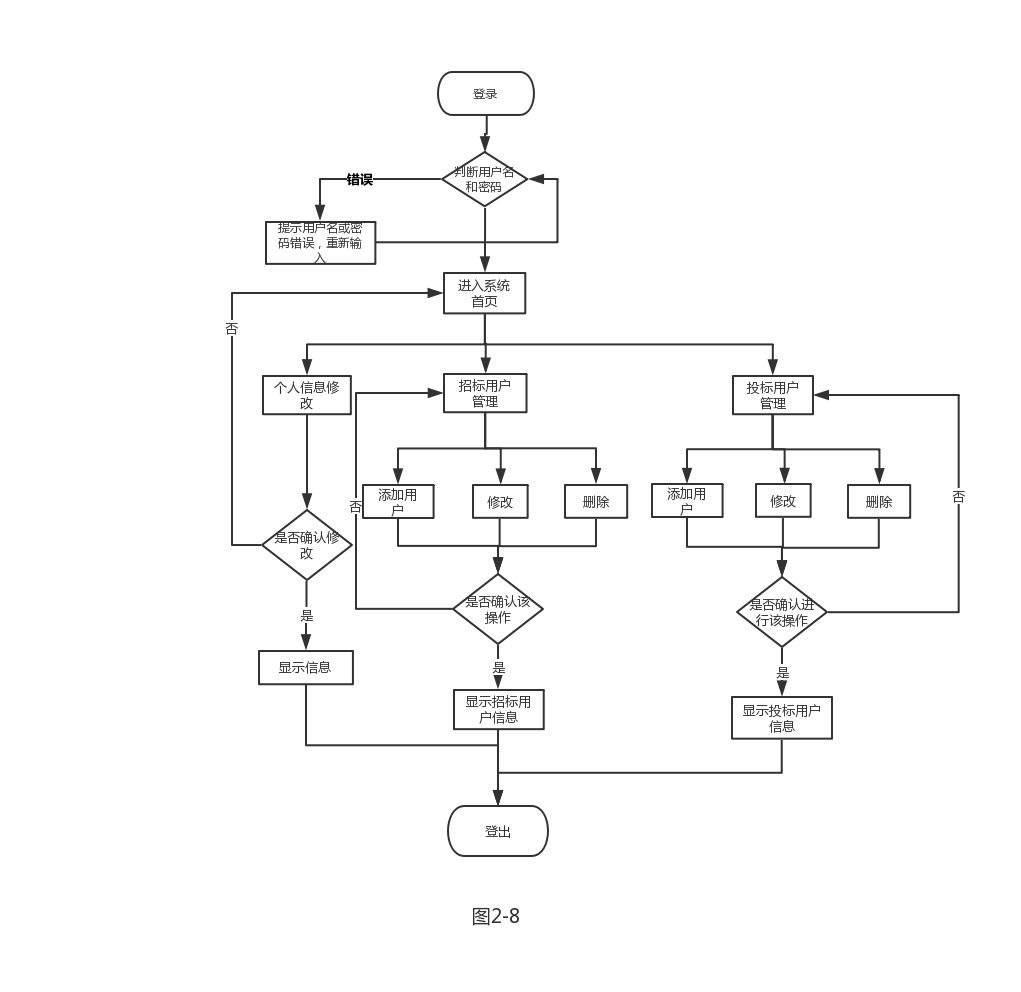 登录
判断用户名
和密码
错误
提示用户名或密
码错误，重新输
入
进入系统
首页
否
个人信息修
改
招标用户
管理
投标用户
管理
添加用
户
修改
删除
添加用
户
修改
删除
否
否
是否确认修
改
是否确认该
操作
是否确认进
行该操作
是
是
是
显示信息
显示招标用
户信息
显示投标用户
信息
登出
图2-8